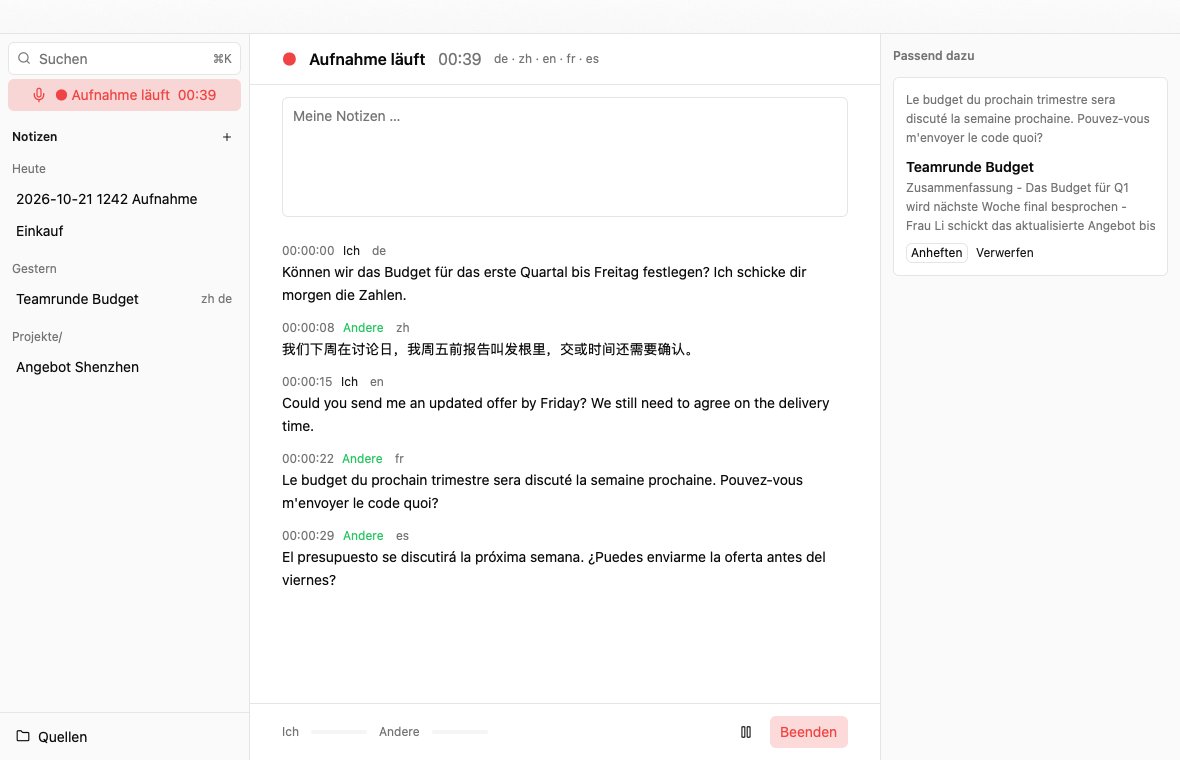 Suchen ⌘K
Aufnahme läuft 00:39
Notizen +
Heute
2026-10-21 1242 Aufnahme
Einkauf
Gestern
Teamrunde Budget zh de
Projekte/
Angebot Shenzhen
Quellen
Aufnahme läuft 00:39 de · zh · en · fr · es
Meine Notizen ...
00:00:00 Ich de
Können wir das Budget für das erste Quartal bis Freitag festlegen? Ich schicke dir
morgen die Zahlen.
00:00:08 Andere zh
我们下周在讨论日，我周五前报告叫发根里，交或时间还需要确认。
00:00:15 Ich en
Could you send me an updated offer by Friday? We still need to agree on the delivery
time.
00:00:22 Andere fr
Le budget du prochain trimestre sera discuté la semaine prochaine. Pouvez-vous
m'envoyer le code quoi?
00:00:29 Andere es
El presupuesto se discutirá la próxima semana. ¿Puedes enviarme la oferta antes del
viernes?
Ich Andere Beenden
Passend dazu
Le budget du prochain trimestre sera
discuté la semaine prochaine. Pouvez-vous
m'envoyer le code quoi?
Teamrunde Budget
Zusammenfassung - Das Budget für Q1
wird nächste Woche final besprochen -
Frau Li schickt das aktualisierte Angebot bis
Anheften Verwerfen